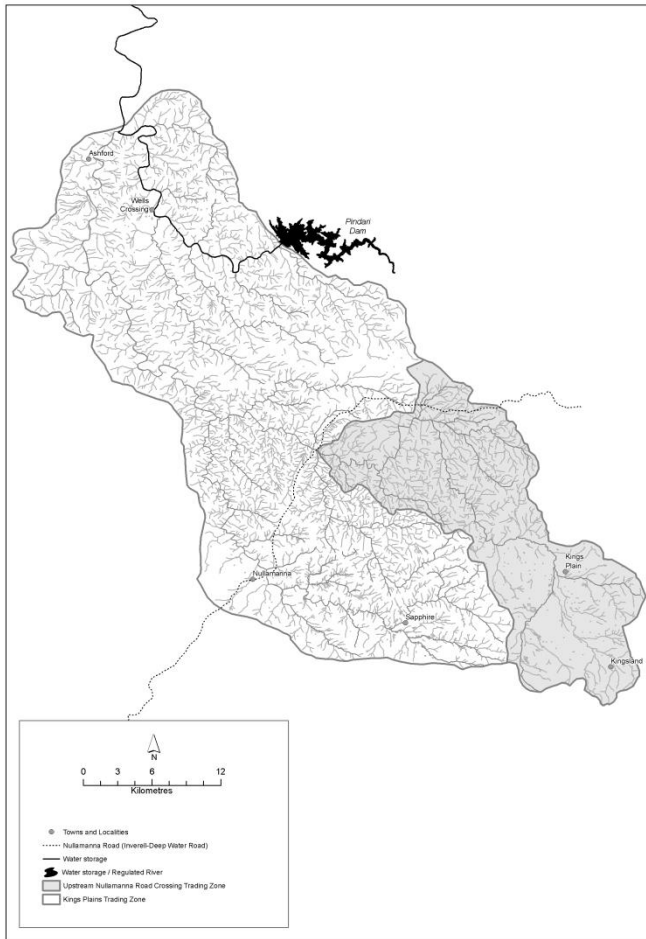 Ashford
Wells
Crossing
Pindari
Dam
Kings
Plain
Nullamanna
Sapphire
Kingsland
N
0 3 6 12
Kilometres
Towns and Localities
Nullamanna Road (Inverell-Deep Water Road)
Water storage
Water storage / Regulated River
Upstream Nullamanna Road Crossing Trading Zone
Kings Plains Trading Zone